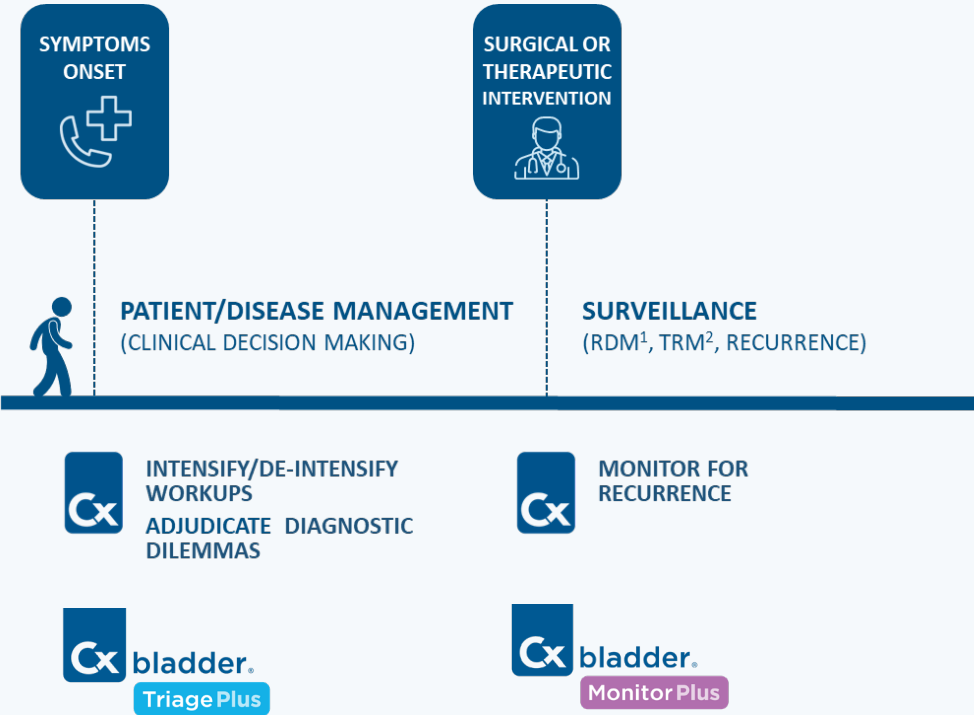 SYMPTOMS
ONSET
SURGICAL OR
THERAPEUTIC
INTERVENTION
PATIENT/DISEASE MANAGEMENT
(CLINICAL DECISION MAKING)
SURVEILLANCE
(RDM¹, TRM², RECURRENCE)
Cx
INTENSIFY/DE-INTENSIFY
WORKUPS
ADJUDICATE DIAGNOSTIC
DILEMMAS
Cx
MONITOR FOR
RECURRENCE
Cx bladder®
Triage Plus
Cx bladder®
Monitor Plus